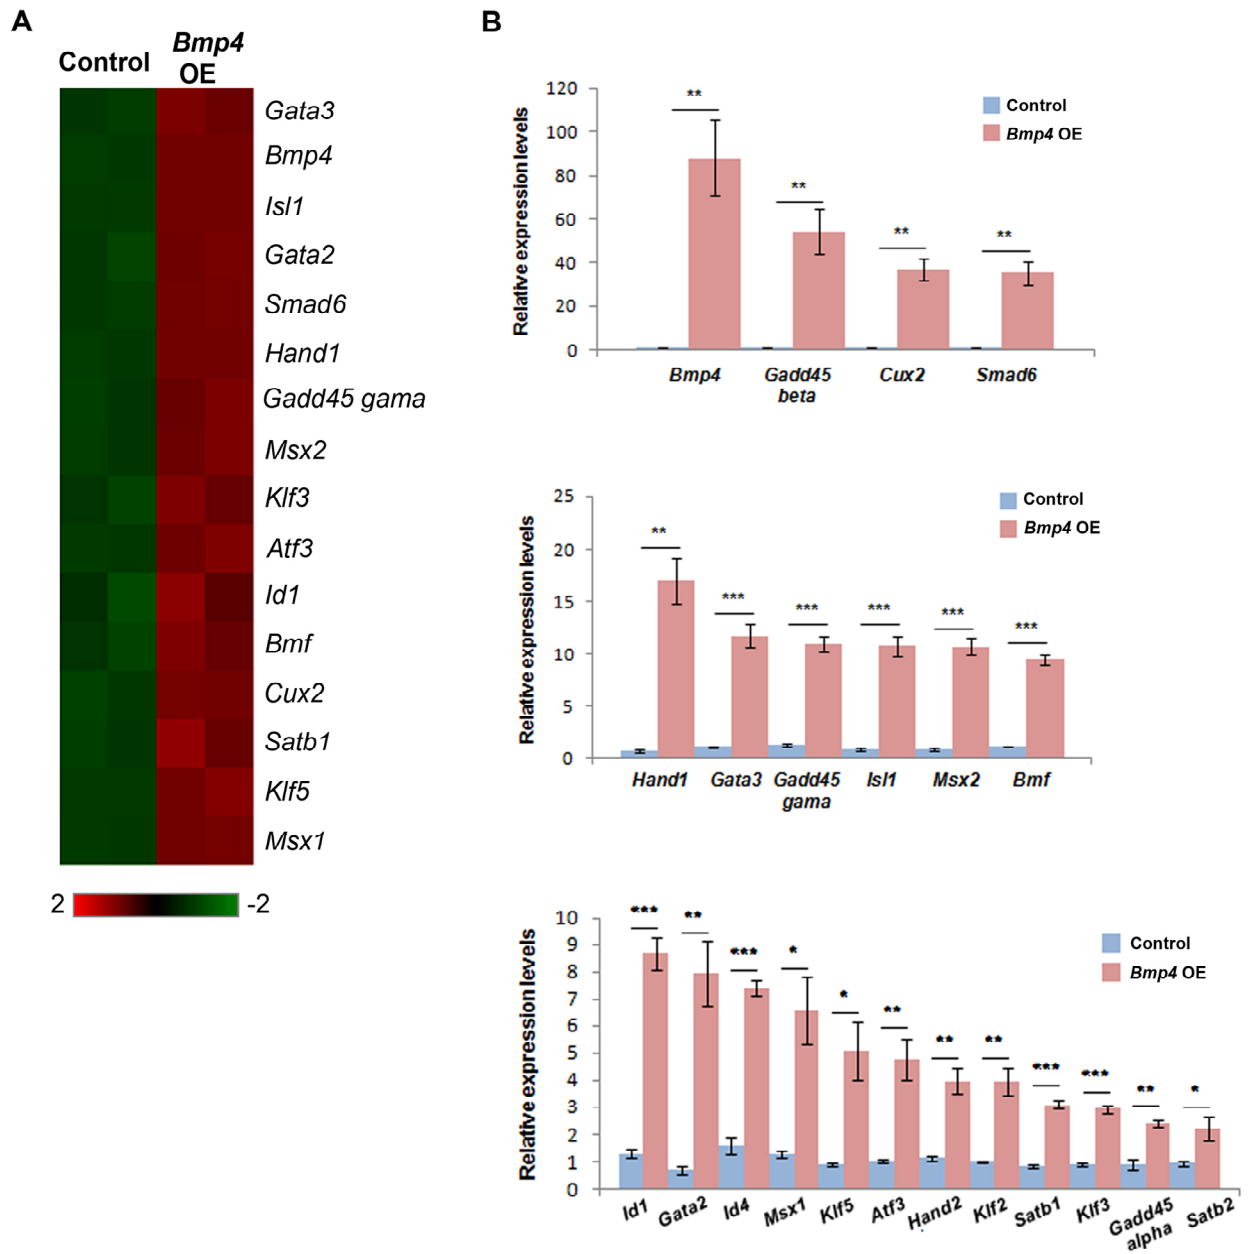 A
B
Control
Bmp4
OE
Gata3
Bmp4
Isl1
Gata2
Smad6
Hand1
Gadd45 gama
Msx2
Klf3
Atf3
Id1
Bmf
Cux2
Satb1
Klf5
Msx1
2
-2
Relative expression levels
120
100
80
60
40
20
0
**
**
**
**
Control
Bmp4 OE
Bmp4
Gadd45
beta
Cux2
Smad6
Relative expression levels
25
20
15
10
5
0
**
***
***
***
***
***
Control
Bmp4 OE
Hand1
Gata3
Gadd45
gama
Isl1
Msx2
Bmf
Relative expression levels
10
9
8
7
6
5
4
3
2
1
0
***
**
***
*
*
**
**
**
***
***
**
*
Control
Bmp4 OE
Id1
Gata2
Id4
Msx1
Klf5
Atf3
Hand2
Klf2
Satb1
Klf3
Gadd45
alpha
Satb2